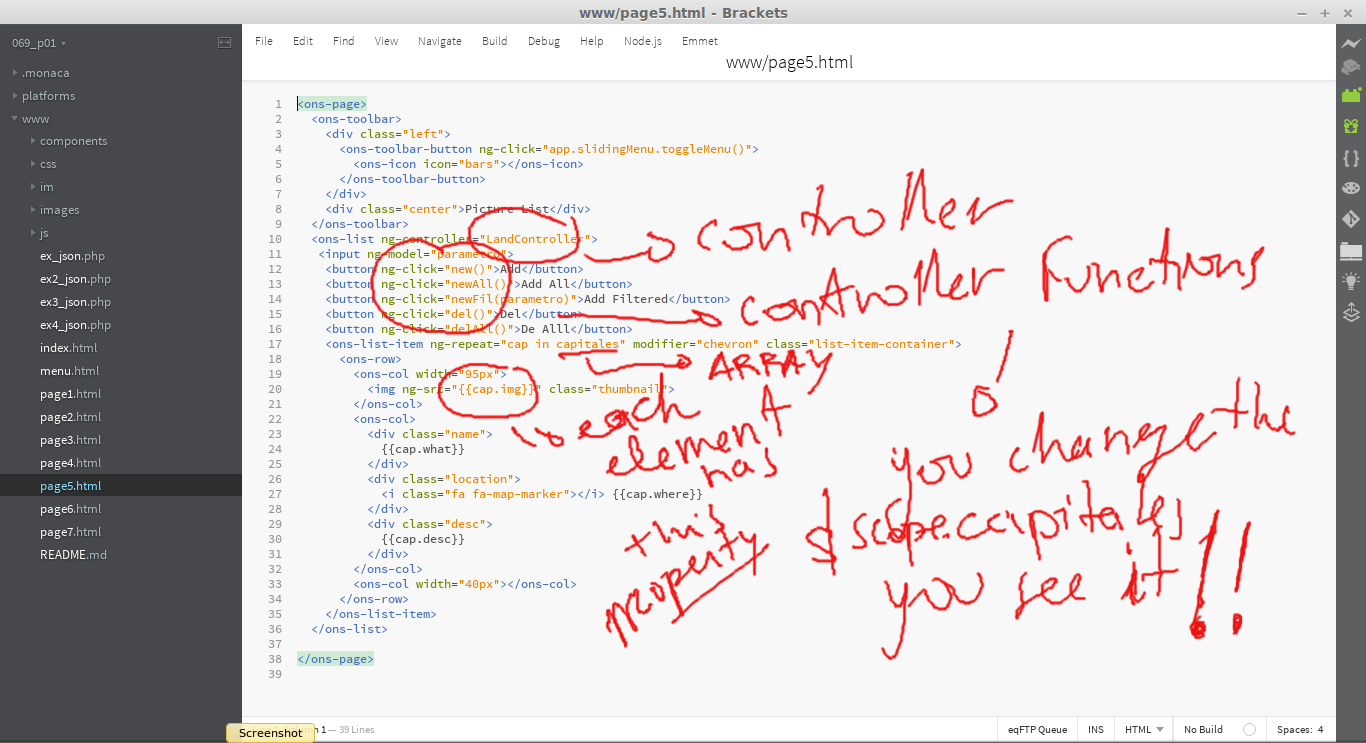 www/page5.html - Brackets
069_p01
File Edit Find View Navigate Build Debug Help Node.js Emmet
www/page5.html
.monaca
platforms
www
components
css
im
images
js
ex_json.php
ex2_json.php
ex3_json.php
ex4_json.php
index.html
menu.html
page1.html
page2.html
page3.html
page4.html
page5.html
page6.html
page7.html
README.md
1 <ons-page>
2 <ons-toolbar>
3 <div class="left">
4 <ons-toolbar-button ng-click="app.slidingMenu.toggleMenu()">
5 <ons-icon icon="bars"></ons-icon>
6 </ons-toolbar-button>
7 </div>
8 <div class="center">Picture List</div>
9 </ons-toolbar>
10 <ons-list ng-controller="LandController">
11 <input ng-model="parametro">
12 <button ng-click="new()">Add</button>
13 <button ng-click="newAll()">Add All</button>
14 <button ng-click="newFil(parametro)">Add Filtered</button>
15 <button ng-click="del()">Del</button>
16 <button ng-click="delAll()">De Alll</button>
17 <ons-list-item ng-repeat="cap in capitales" modifier="chevron" class="list-item-container">
18 <ons-row>
19 <ons-col width="95px">
20 <img ng-src="{{cap.img}}" class="thumbnail">
21 </ons-col>
22 <ons-col>
23 <div class="name">
24 {{cap.what}}
25 </div>
26 <div class="location">
27 <i class="fa fa-map-marker"></i> {{cap.where}}
28 </div>
29 <div class="desc">
30 {{cap.desc}}
31 </div>
32 </ons-col>
33 <ons-col width="40px"></ons-col>
34 </ons-row>
35 </ons-list-item>
36 </ons-list>
37
38 </ons-page>
39
controller
controller functions
ARRAY
each
element
has
this
property
you change the
$scope.capitales
you see it!!
1 — 39 Lines
eqFTP Queue INS HTML No Build Spaces: 4
Screenshot